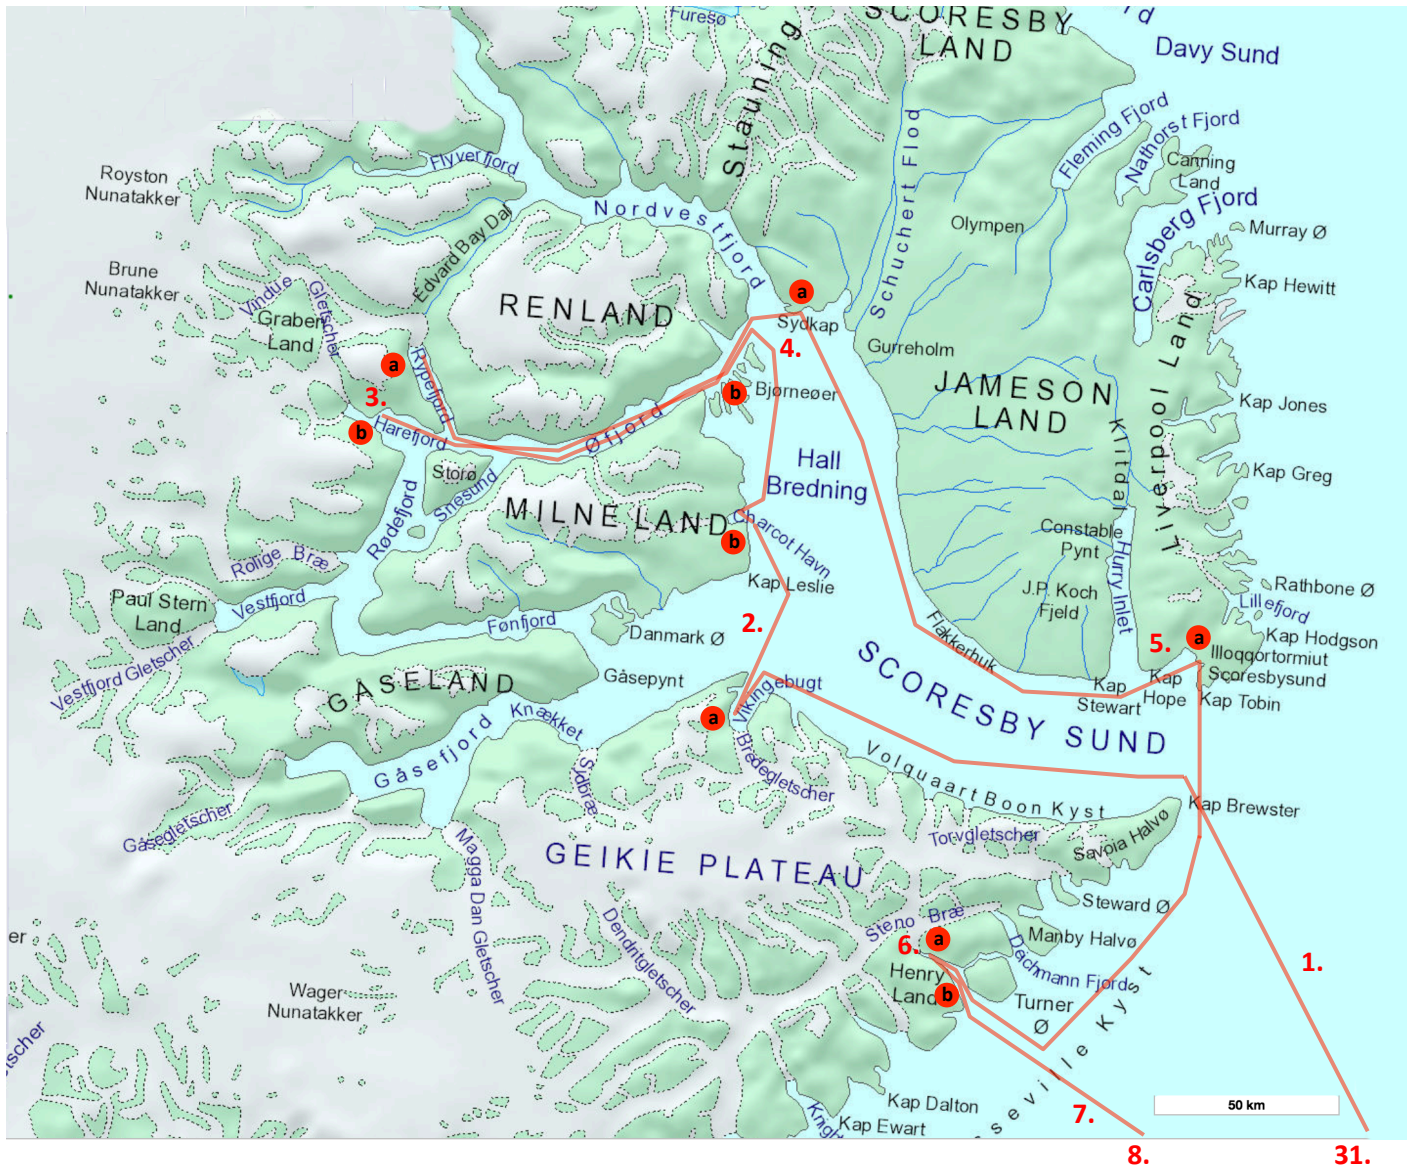 Furesø
SCORESBY
LAND
rd
Davy Sund
Stauning
Schuchert Flod
Fleming Fjord
Nathorst Fjord
Canning
Land
Carlsberg Fjord
Murray Ø
Kap Hewitt
Royston
Nunatakker
Flyverfjord
Nordvestfjord
Edvard Bay Dal
Olympen
Brune
Nunatakker
Vindue
Gletscher
Graben
Land
RENLAND
a
Sydkap
4.
Gurreholm
Liverpool Land
a
3.
Rypefjord
b
Bjørneøer
JAMESON
LAND
Kap Jones
b
Harefjord
Øfjord
Storø
Snesund
Hall
Bredning
Klitdal
Kap Greg
Rødefjord
MILNE LAND
b
Charcot Havn
Constable
Pynt
Hurry Inlet
Rolige Bræ
Kap Leslie
J.P. Koch
Fjeld
Rathbone Ø
Lillefjord
Paul Stern
Land
Vestfjord
Fønfjord
2.
Danmark Ø
Flakkerhuk
5.
a
Kap Hodgson
Illoqqortormiut
Scoresbysund
Vestfjord Gletscher
GÅSELAND
Gåsepynt
SCORESBY SUND
Kap
Stewart
Kap
Hope
Kap Tobin
Vikingebugt
a
Knækket
Gåsefjord
Sydbræ
Bredegletscher
Volquaart Boon Kyst
Kap Brewster
Gåsegletscher
Magga Dan Gletscher
GEIKIE PLATEAU
Torvgletscher
Savoia Halvø
Steward Ø
Dendritgletscher
Steno Bræ
6.
a
Manby Halvø
Dachmann Fjord
er
Henry
Land
b
Turner
Ø
1.
Wager
Nunatakker
sseville Kyst
tscher
50 km
Kap Dalton
Kap Ewart
Knigh
7.
8.
31.